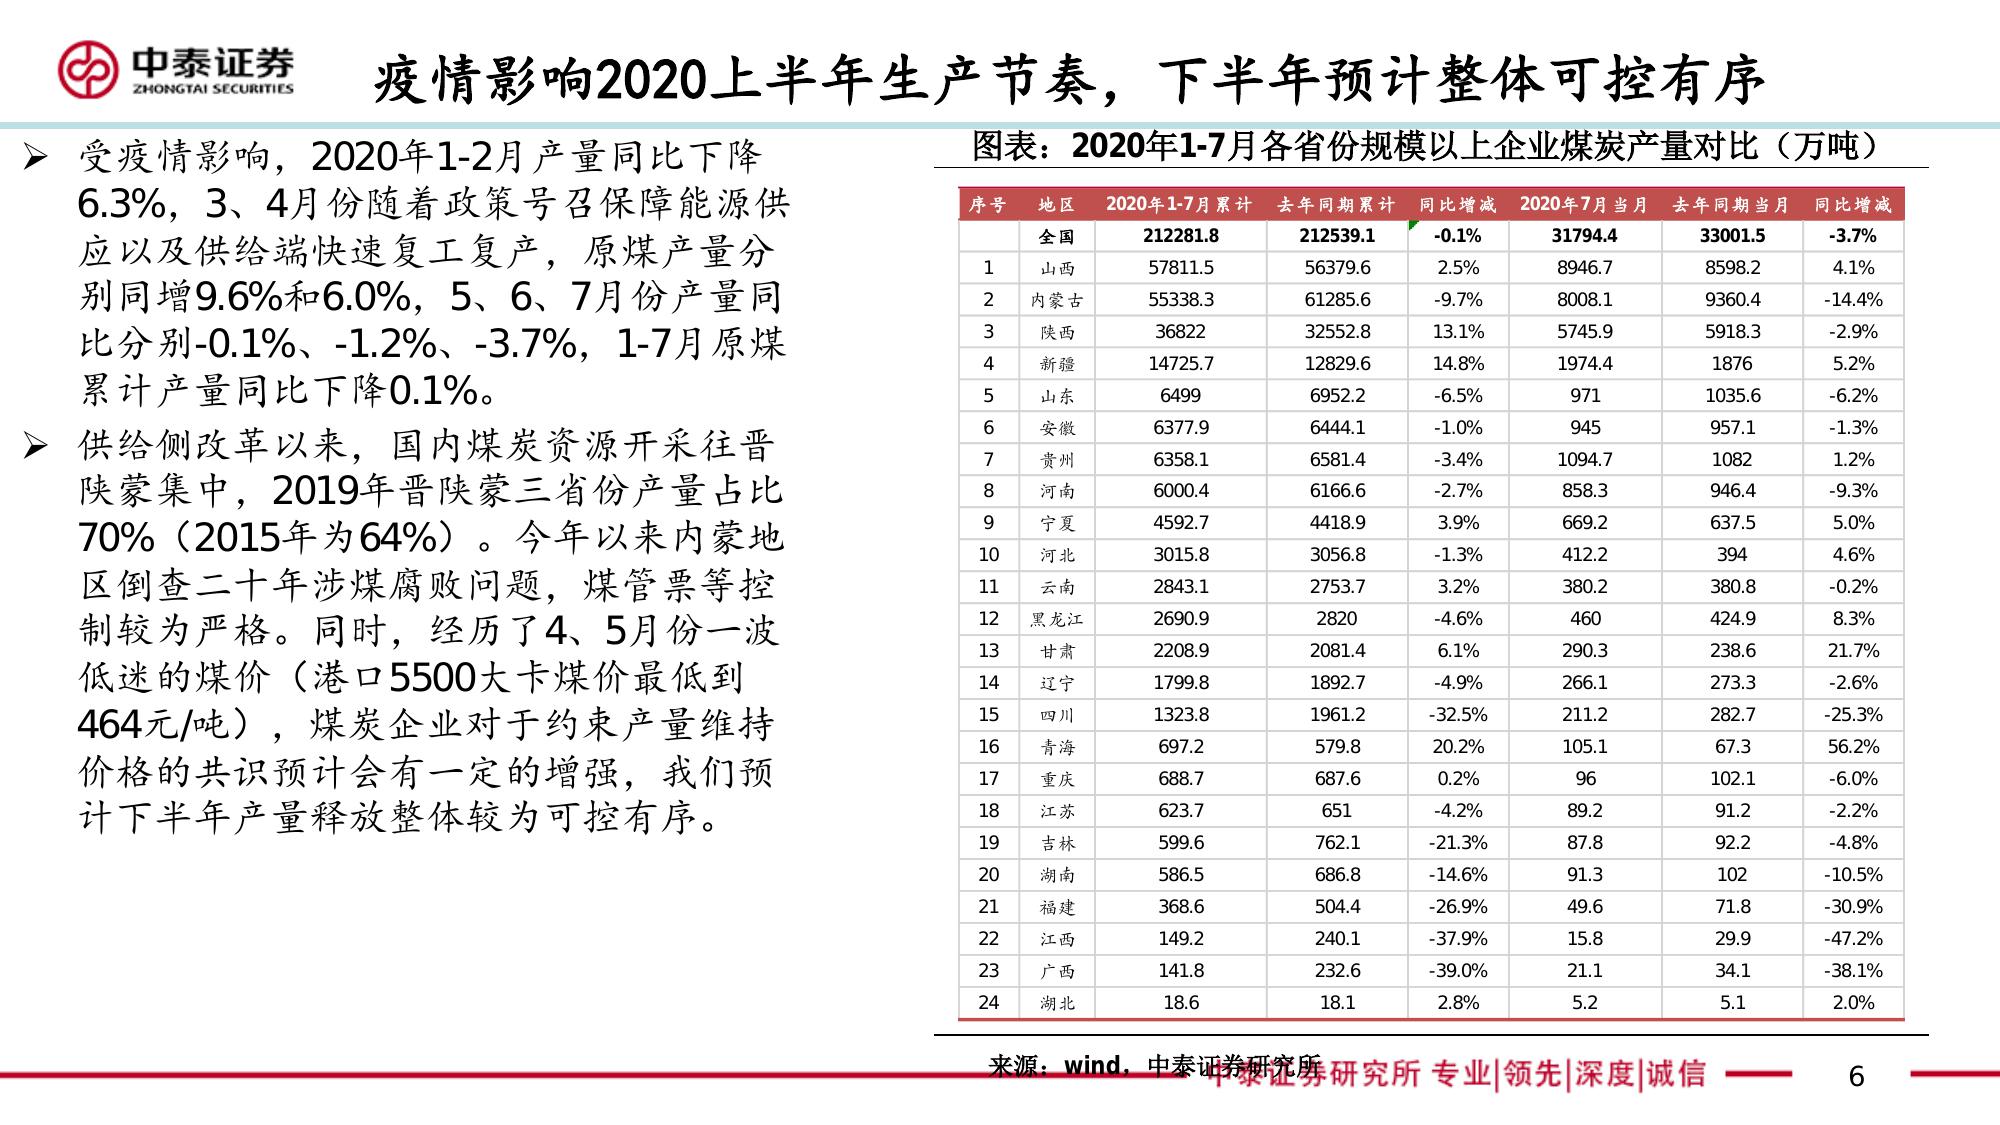 中泰证券
ZHONGTAI SECURITIES
疫情影响2020上半年生产节奏，下半年预计整体可控有序
受疫情影响，2020年1-2月产量同比下降
6.3%，3、4月份随着政策号召保障能源供
应以及供给端快速复工复产，原煤产量分
别同增9.6%和6.0%，5、6、7月份产量同
比分别-0.1%、-1.2%、-3.7%，1-7月原煤
累计产量同比下降0.1%。
供给侧改革以来，国内煤炭资源开采往晋
陕蒙集中，2019年晋陕蒙三省份产量占比
70%（2015年为64%）。今年以来内蒙地
区倒查二十年涉煤腐败问题，煤管票等控
制较为严格。同时，经历了4、5月份一波
低迷的煤价（港口5500大卡煤价最低到
464元/吨），煤炭企业对于约束产量维持
价格的共识预计会有一定的增强，我们预
计下半年产量释放整体较为可控有序。
图表：2020年1-7月各省份规模以上企业煤炭产量对比（万吨）
序号 地区 2020年1-7月累计 去年同期累计 同比增减 2020年7月当月 去年同期当月 同比增减
全国 212281.8 212539.1 -0.1% 31794.4 33001.5 -3.7%
1 山西 57811.5 56379.6 2.5% 8946.7 8598.2 4.1%
2 内蒙古 55338.3 61285.6 -9.7% 8008.1 9360.4 -14.4%
3 陕西 36822 32552.8 13.1% 5745.9 5918.3 -2.9%
4 新疆 14725.7 12829.6 14.8% 1974.4 1876 5.2%
5 山东 6499 6952.2 -6.5% 971 1035.6 -6.2%
6 安徽 6377.9 6444.1 -1.0% 945 957.1 -1.3%
7 贵州 6358.1 6581.4 -3.4% 1094.7 1082 1.2%
8 河南 6000.4 6166.6 -2.7% 858.3 946.4 -9.3%
9 宁夏 4592.7 4418.9 3.9% 669.2 637.5 5.0%
10 河北 3015.8 3056.8 -1.3% 412.2 394 4.6%
11 云南 2843.1 2753.7 3.2% 380.2 380.8 -0.2%
12 黑龙江 2690.9 2820 -4.6% 460 424.9 8.3%
13 甘肃 2208.9 2081.4 6.1% 290.3 238.6 21.7%
14 辽宁 1799.8 1892.7 -4.9% 266.1 273.3 -2.6%
15 四川 1323.8 1961.2 -32.5% 211.2 282.7 -25.3%
16 青海 697.2 579.8 20.2% 105.1 67.3 56.2%
17 重庆 688.7 687.6 0.2% 96 102.1 -6.0%
18 江苏 623.7 651 -4.2% 89.2 91.2 -2.2%
19 吉林 599.6 762.1 -21.3% 87.8 92.2 -4.8%
20 湖南 586.5 686.8 -14.6% 91.3 102 -10.5%
21 福建 368.6 504.4 -26.9% 49.6 71.8 -30.9%
22 江西 149.2 240.1 -37.9% 15.8 29.9 -47.2%
23 广西 141.8 232.6 -39.0% 21.1 34.1 -38.1%
24 湖北 18.6 18.1 2.8% 5.2 5.1 2.0%
来源：wind，中泰证券研究所
中泰证券研究所 专业|领先|深度|诚信
6